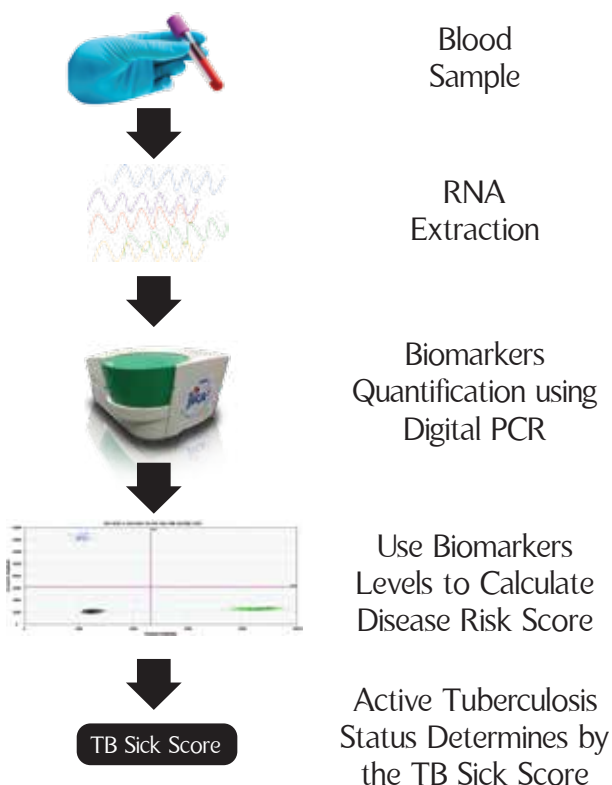 Blood
Sample
RNA
Extraction
Biomarkers
Quantification using
Digital PCR
Use Biomarkers
Levels to Calculate
Disease Risk Score
TB Sick Score
Active Tuberculosis
Status Determines by
the TB Sick Score